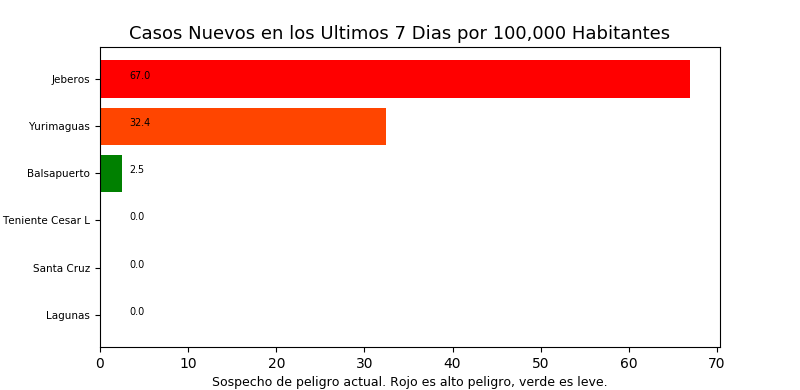 Casos Nuevos en los Ultimos 7 Dias por 100,000 Habitantes
Jeberos 67.0
Yurimaguas 32.4
Balsapuerto 2.5
Teniente Cesar L 0.0
Santa Cruz 0.0
Lagunas 0.0
0 10 20 30 40 50 60 70
Sospecho de peligro actual. Rojo es alto peligro, verde es leve.